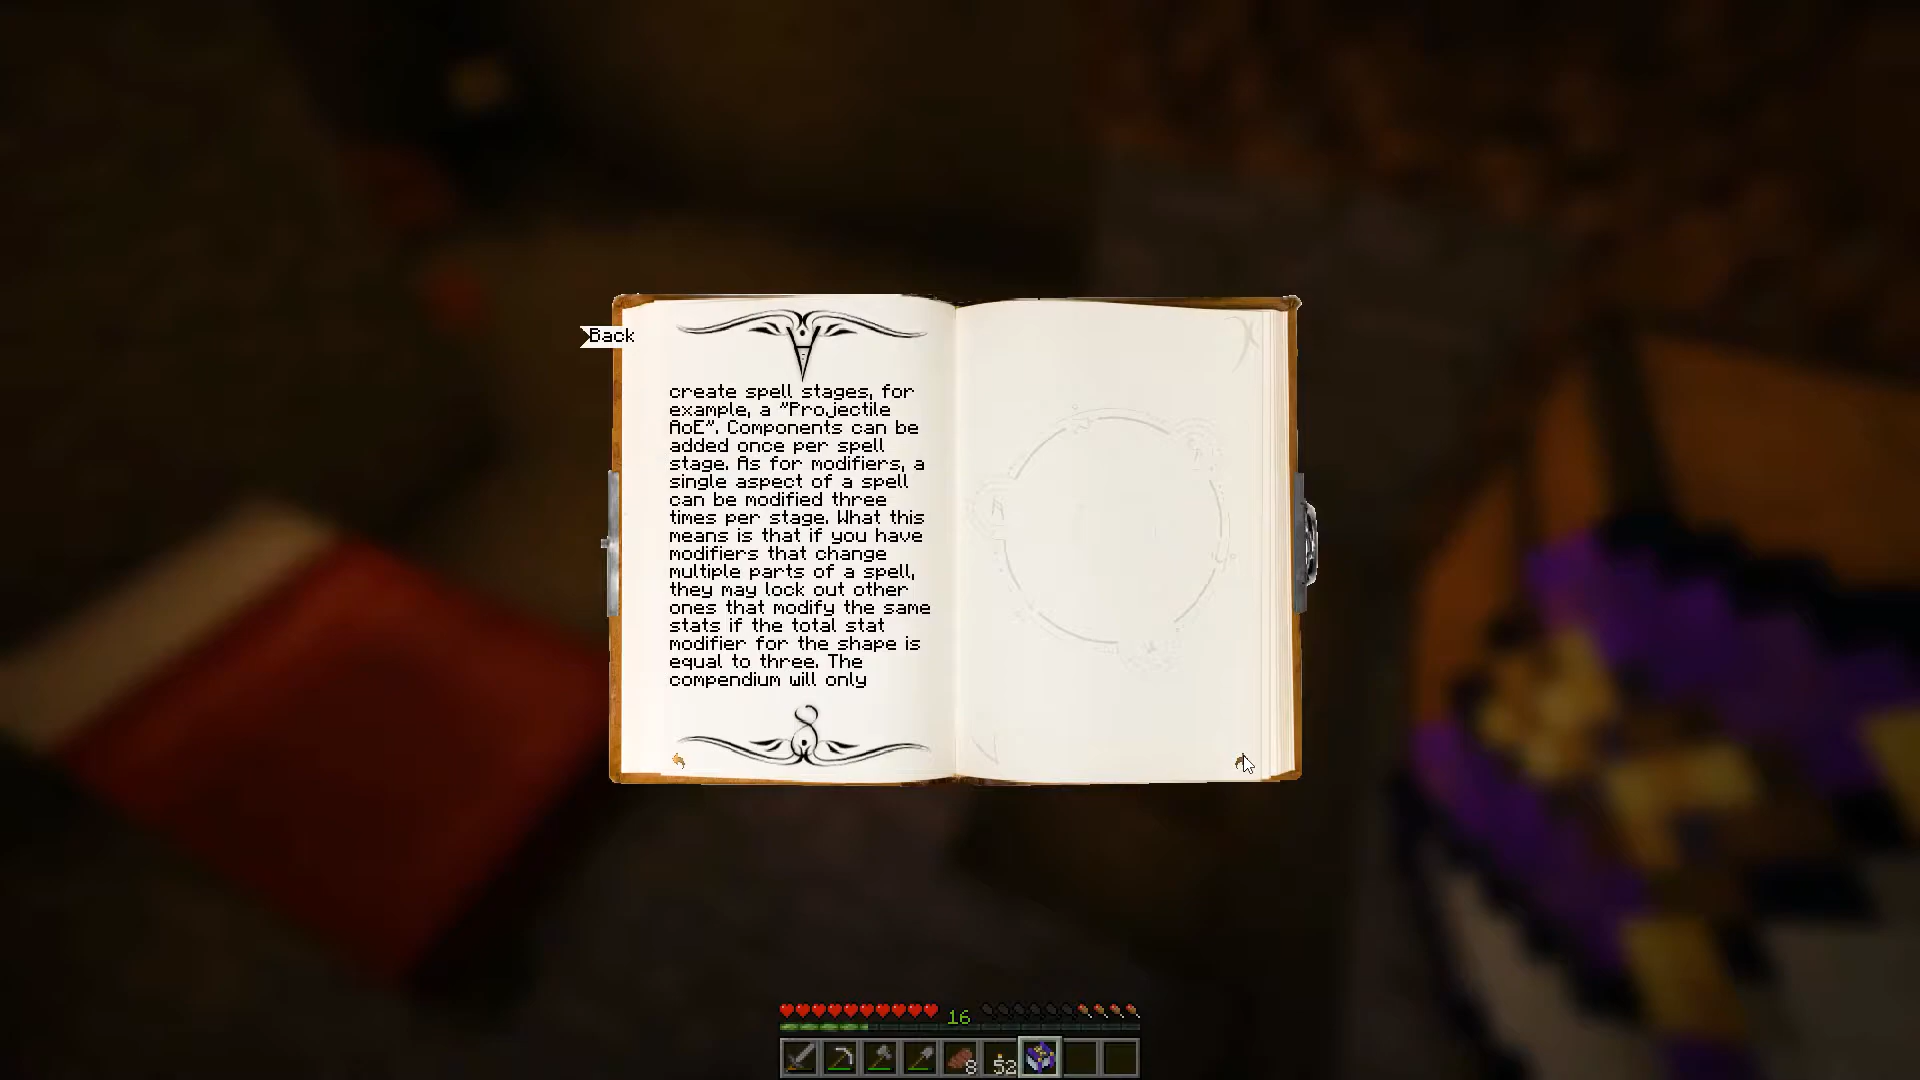 Back
create spell stages, for
example, a "Projectile
AoE". Components can be
added once per spell
stage. As for modifiers, a
single aspect of a spell
can be modified three
times per stage. What this
means is that if you have
modifiers that change
multiple parts of a spell,
they may lock out other
ones that modify the same
stats if the total stat
modifier for the shape is
equal to three. The
compendium will only
16
8
52